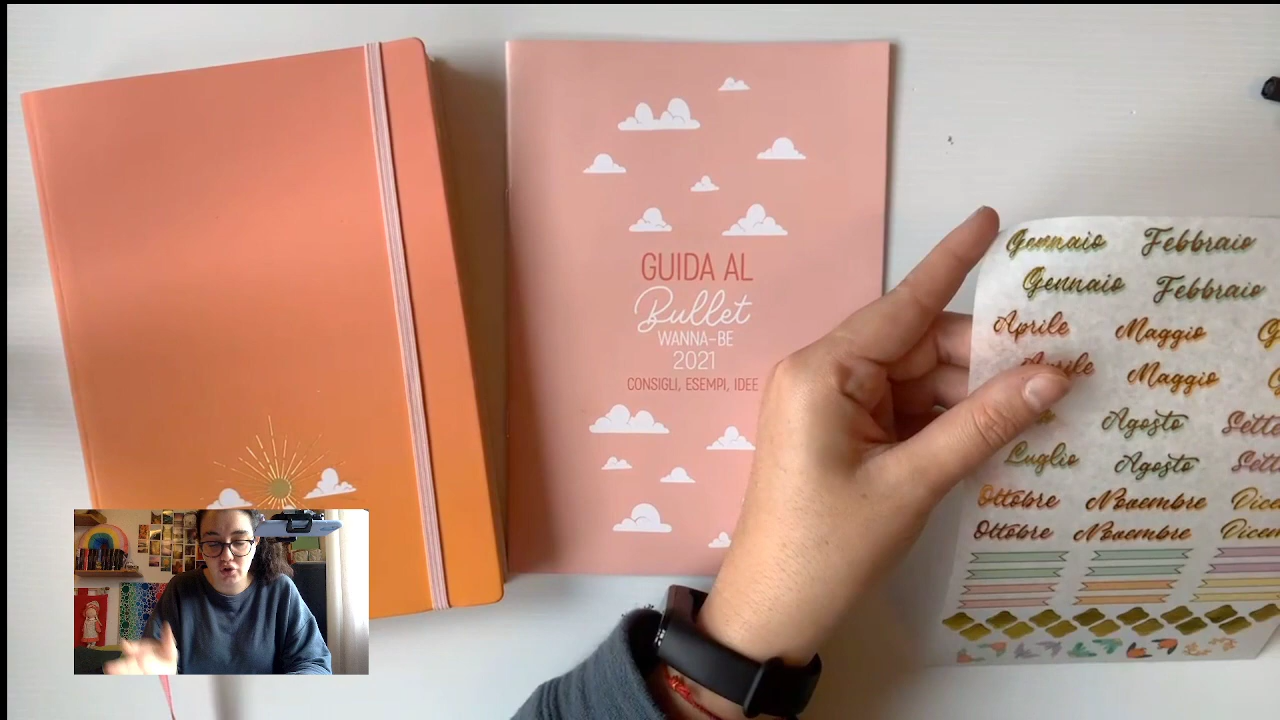 GUIDA AL
Bullet
WANNA-BE
2021
CONSIGLI, ESEMPI, IDEE
Gennaio Febbraio
Gennaio Febbraio
Aprile Maggio
Aprile Maggio
Agosto
Luglio Agosto
Ottobre Novembre
Ottobre Novembre